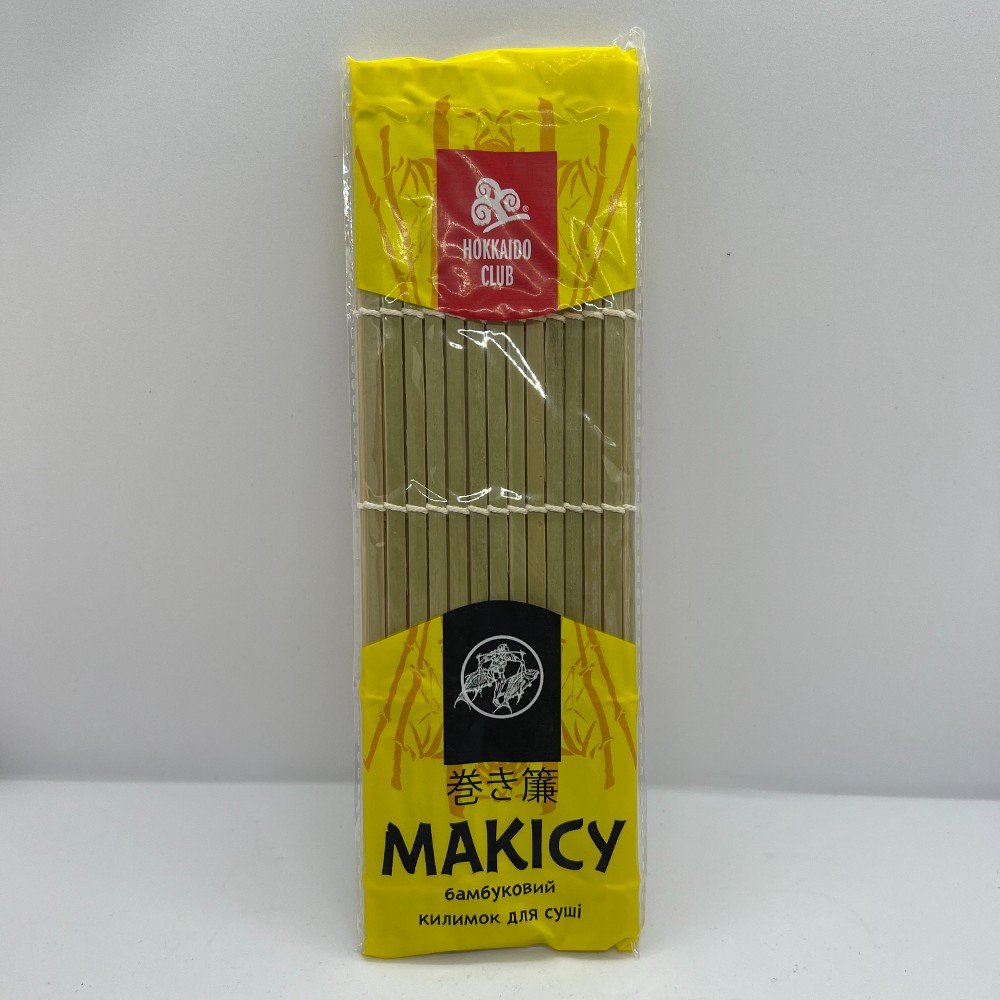 ®
HOKKAIDO
CLUB
巻き簾
МАКІСУ
бамбуковий
килимок для суші